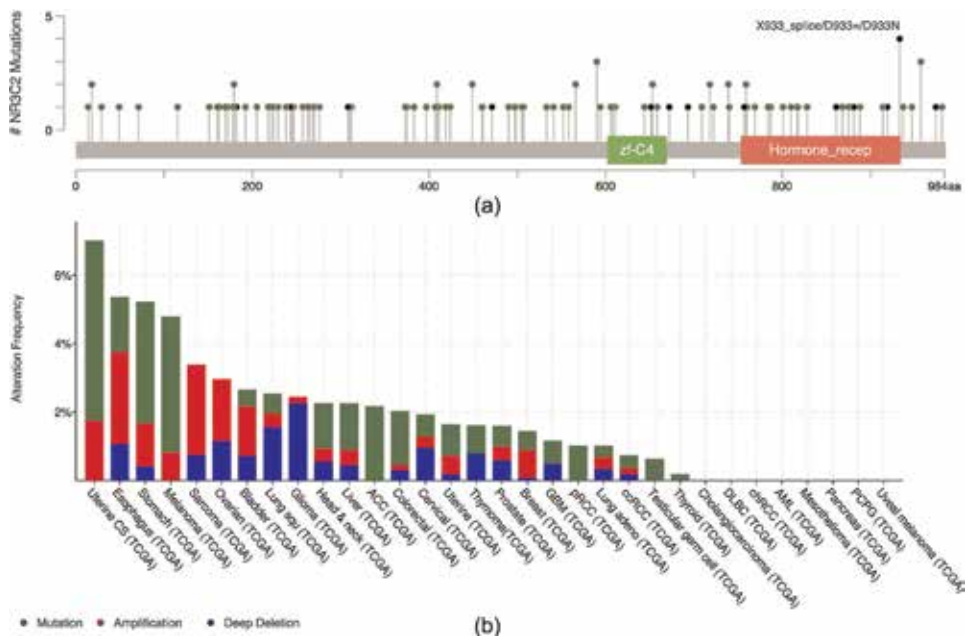 5
0
# NR3C2 Mutations
X933_splice/D933=/D933N
zf-C4
Hormone_recep
0
200
400
600
800
984aa
(a)
6%
4%
2%
Alteration Frequency
Uterine CS (TCGA)
Esophagus (TCGA)
Stomach (TCGA)
Melanoma (TCGA)
Sarcoma (TCGA)
Ovarian (TCGA)
Bladder (TCGA)
Lung squ (TCGA)
Glioma (TCGA)
Head & neck (TCGA)
Liver (TCGA)
ACC (TCGA)
Colorectal (TCGA)
Cervical (TCGA)
Uterine (TCGA)
Thymoma (TCGA)
Prostate (TCGA)
Breast (TCGA)
GBM (TCGA)
pRCC (TCGA)
Lung adeno (TCGA)
ccRCC (TCGA)
Testicular germ cell (TCGA)
Thyroid (TCGA)
Cholangiocarcinoma (TCGA)
DLBC (TCGA)
chRCC (TCGA)
AML (TCGA)
Mesothelioma (TCGA)
Pancreas (TCGA)
PCPG (TCGA)
Uveal melanoma (TCGA)
Mutation
Amplification
Deep Deletion
(b)